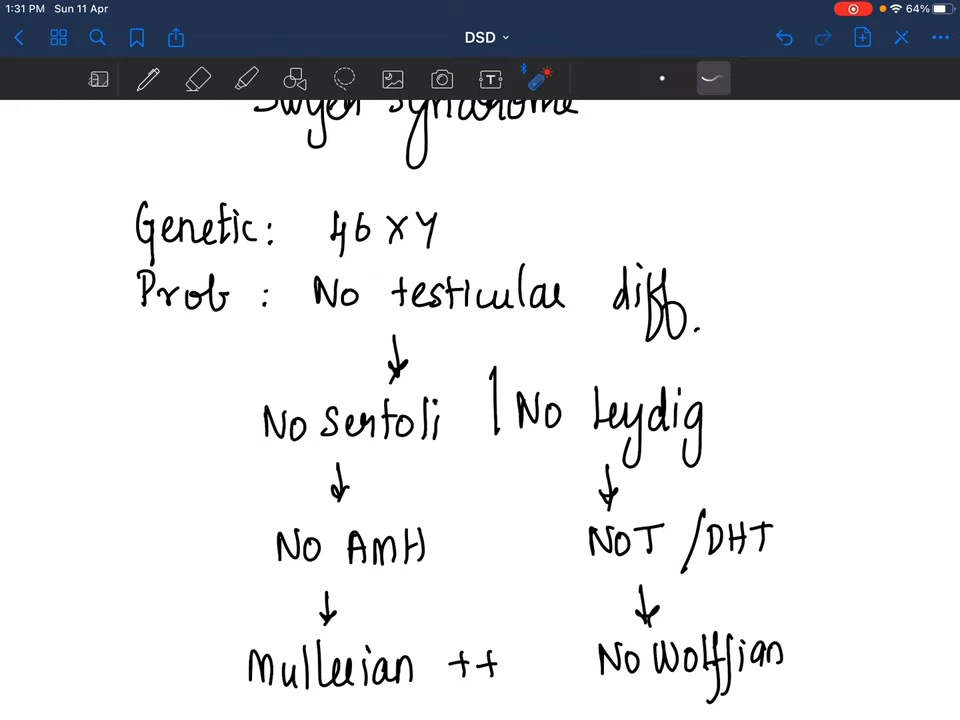 1:31 PM Sun 11 Apr 64%
DSD
T
Swyer syndrome
Genetic: 46 XY
Prob : No testicular diff.
No Sertoli | No Leydig
No AMH No T / DHT
Mullerian ++ No Wolffian